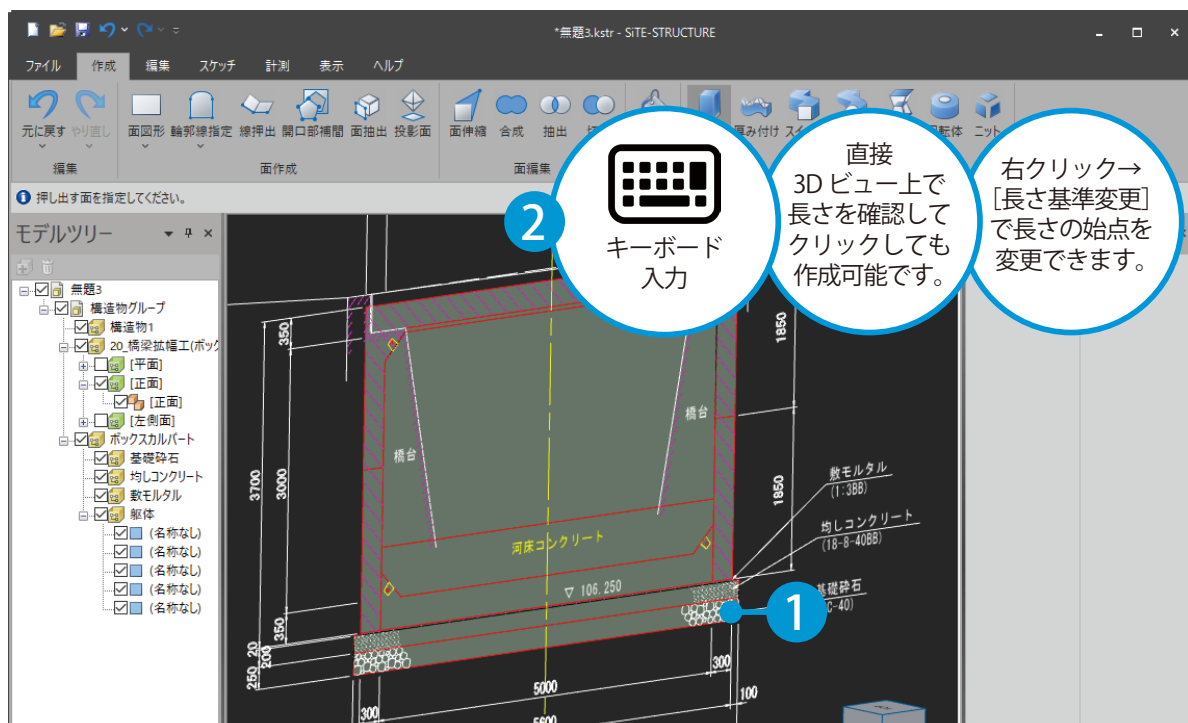 *無題3.kstr - SiTE-STRUCTURE
ファイル 作成 編集 スケッチ 計測 表示 ヘルプ
元に戻す やり直し 面図形 輪郭線指定 線押出 開口部補間 面抽出 投影面 面伸縮 合成 抽出 厚み付け ニット
編集 面作成 面編集
押し出す面を指定してください。
2
キーボード
入力
直接
3D ビュー上で
長さを確認して
クリックしても
作成可能です。
右クリック→
[長さ基準変更]
で長さの始点を
変更できます。
モデルツリー
無題3
構造物グループ
構造物1
20_橋梁拡幅工(ボック
[平面]
[正面]
[正面]
[左側面]
ボックスカルバート
基礎砕石
均しコンクリート
敷モルタル
躯体
(名称なし)
(名称なし)
(名称なし)
(名称なし)
(名称なし)
350
3700
3000
350
20
200
250
橋台
橋台
河床コンクリート
▽ 106.250
1850
1850
敷モルタル
(1:3BB)
均しコンクリート
(18-8-40BB)
基礎砕石
C-40)
1
300
5000
100
300
5600